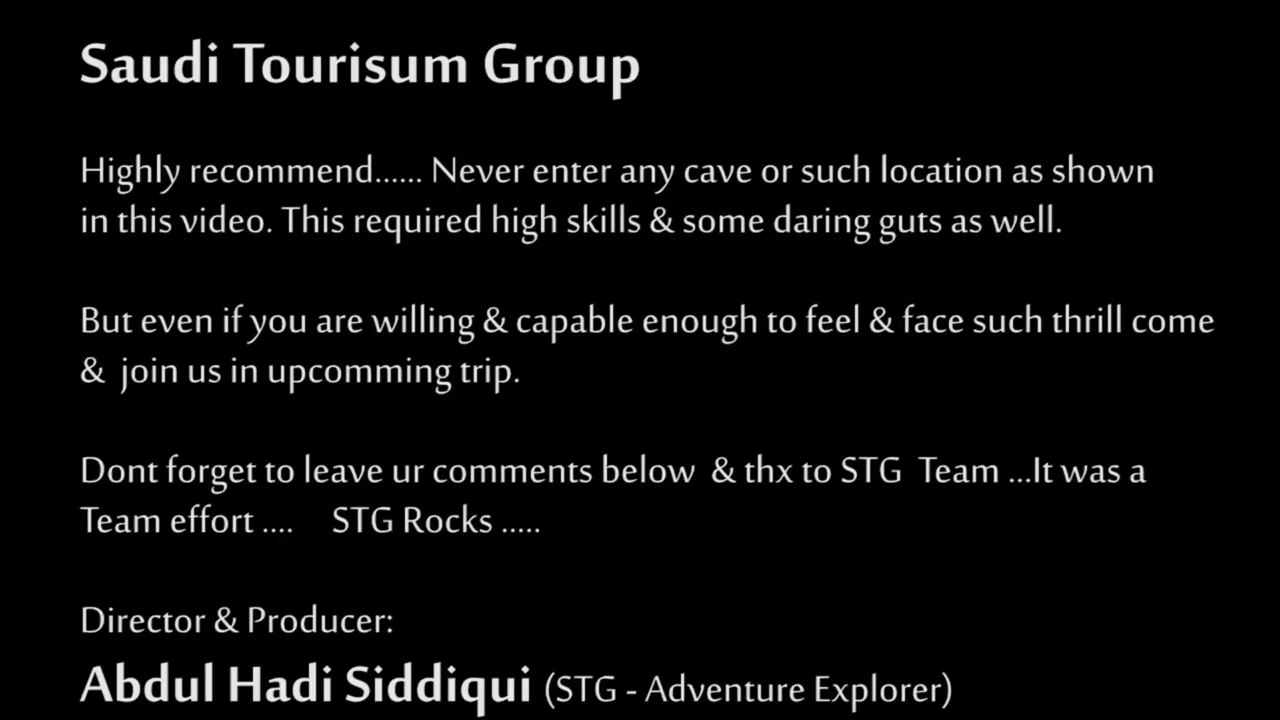 Saudi Tourisum Group
Highly recommend...... Never enter any cave or such location as shown
in this video. This required high skills & some daring guts as well.
But even if you are willing & capable enough to feel & face such thrill come
&  join us in upcomming trip.
Dont forget to leave ur comments below  & thx to STG  Team ...It was a
Team effort ....    STG Rocks .....
Director & Producer:
Abdul Hadi Siddiqui (STG - Adventure Explorer)